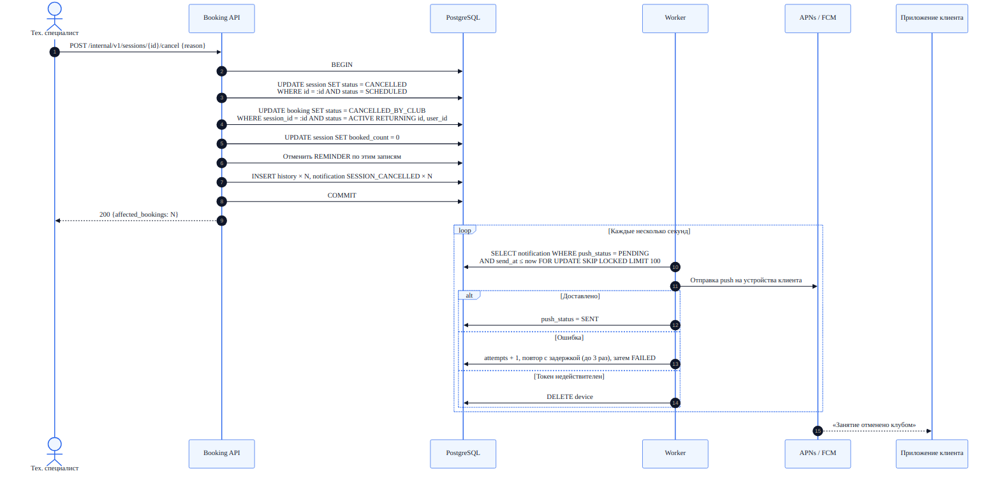 Booking API
PostgreSQL
Worker
APNs / FCM
Приложение клиента
Тех. специалист
1
POST /internal/v1/sessions/{id}/cancel {reason}
2
BEGIN
3
UPDATE session SET status = CANCELLED
WHERE id = :id AND status = SCHEDULED
4
UPDATE booking SET status = CANCELLED_BY_CLUB
WHERE session_id = :id AND status = ACTIVE RETURNING id, user_id
5
UPDATE session SET booked_count = 0
6
Отменить REMINDER по этим записям
7
INSERT history × N, notification SESSION_CANCELLED × N
8
COMMIT
9
200 {affected_bookings: N}
loop
[Каждые несколько секунд]
10
SELECT notification WHERE push_status = PENDING
AND send_at ≤ now FOR UPDATE SKIP LOCKED LIMIT 100
11
Отправка push на устройства клиента
alt
[Доставлено]
12
push_status = SENT
[Ошибка]
13
attempts + 1, повтор с задержкой (до 3 раз), затем FAILED
[Токен недействителен]
14
DELETE device
15
«Занятие отменено клубом»
Тех. специалист
Booking API
PostgreSQL
Worker
APNs / FCM
Приложение клиента